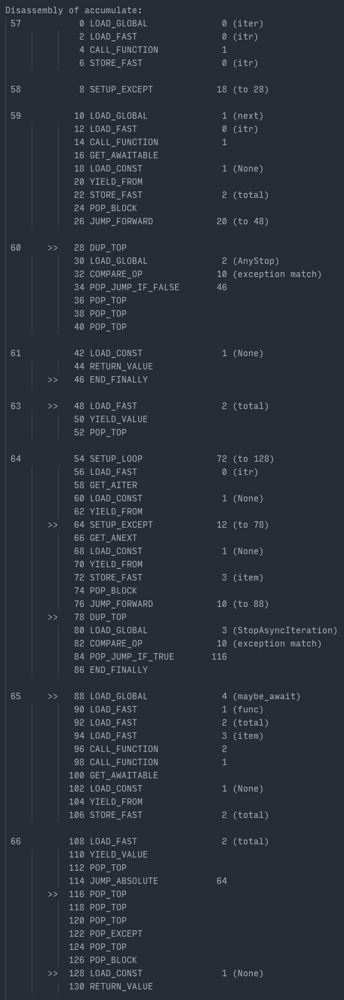 Disassembly of accumulate:
57 0 LOAD_GLOBAL 0 (iter)
2 LOAD_FAST 0 (itr)
4 CALL_FUNCTION 1
6 STORE_FAST 0 (itr)
58 8 SETUP_EXCEPT 18 (to 28)
59 10 LOAD_GLOBAL 1 (next)
12 LOAD_FAST 0 (itr)
14 CALL_FUNCTION 1
16 GET_AWAITABLE
18 LOAD_CONST 1 (None)
20 YIELD_FROM
22 STORE_FAST 2 (total)
24 POP_BLOCK
26 JUMP_FORWARD 20 (to 48)
60 >> 28 DUP_TOP
30 LOAD_GLOBAL 2 (AnyStop)
32 COMPARE_OP 10 (exception match)
34 POP_JUMP_IF_FALSE 46
36 POP_TOP
38 POP_TOP
40 POP_TOP
61 42 LOAD_CONST 1 (None)
44 RETURN_VALUE
>> 46 END_FINALLY
63 >> 48 LOAD_FAST 2 (total)
50 YIELD_VALUE
52 POP_TOP
64 54 SETUP_LOOP 72 (to 128)
56 LOAD_FAST 0 (itr)
58 GET_AITER
60 LOAD_CONST 1 (None)
62 YIELD_FROM
>> 64 SETUP_EXCEPT 12 (to 78)
66 GET_ANEXT
68 LOAD_CONST 1 (None)
70 YIELD_FROM
72 STORE_FAST 3 (item)
74 POP_BLOCK
76 JUMP_FORWARD 10 (to 88)
>> 78 DUP_TOP
80 LOAD_GLOBAL 3 (StopAsyncIteration)
82 COMPARE_OP 10 (exception match)
84 POP_JUMP_IF_TRUE 116
86 END_FINALLY
65 >> 88 LOAD_GLOBAL 4 (maybe_await)
90 LOAD_FAST 1 (func)
92 LOAD_FAST 2 (total)
94 LOAD_FAST 3 (item)
96 CALL_FUNCTION 2
98 CALL_FUNCTION 1
100 GET_AWAITABLE
102 LOAD_CONST 1 (None)
104 YIELD_FROM
106 STORE_FAST 2 (total)
66 108 LOAD_FAST 2 (total)
110 YIELD_VALUE
112 POP_TOP
114 JUMP_ABSOLUTE 64
>> 116 POP_TOP
118 POP_TOP
120 POP_TOP
122 POP_EXCEPT
124 POP_TOP
126 POP_BLOCK
>> 128 LOAD_CONST 1 (None)
130 RETURN_VALUE